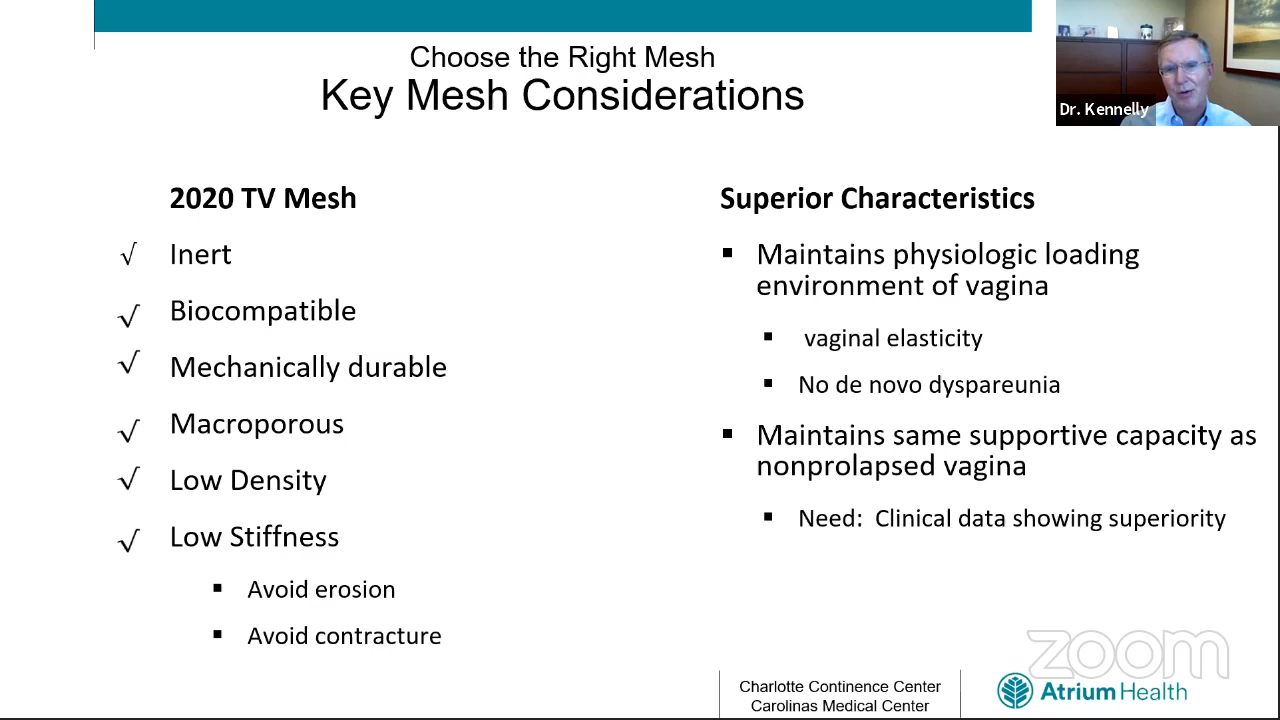 Choose the Right Mesh
Key Mesh Considerations
Dr. Kennelly
2020 TV Mesh
√ Inert
√ Biocompatible
√ Mechanically durable
√ Macroporous
√ Low Density
√ Low Stiffness
▪ Avoid erosion
▪ Avoid contracture
Superior Characteristics
▪ Maintains physiologic loading
environment of vagina
▪ vaginal elasticity
▪ No de novo dyspareunia
▪ Maintains same supportive capacity as
nonprolapsed vagina
▪ Need: Clinical data showing superiority
zoom
Charlotte Continence Center
Carolinas Medical Center
Atrium Health